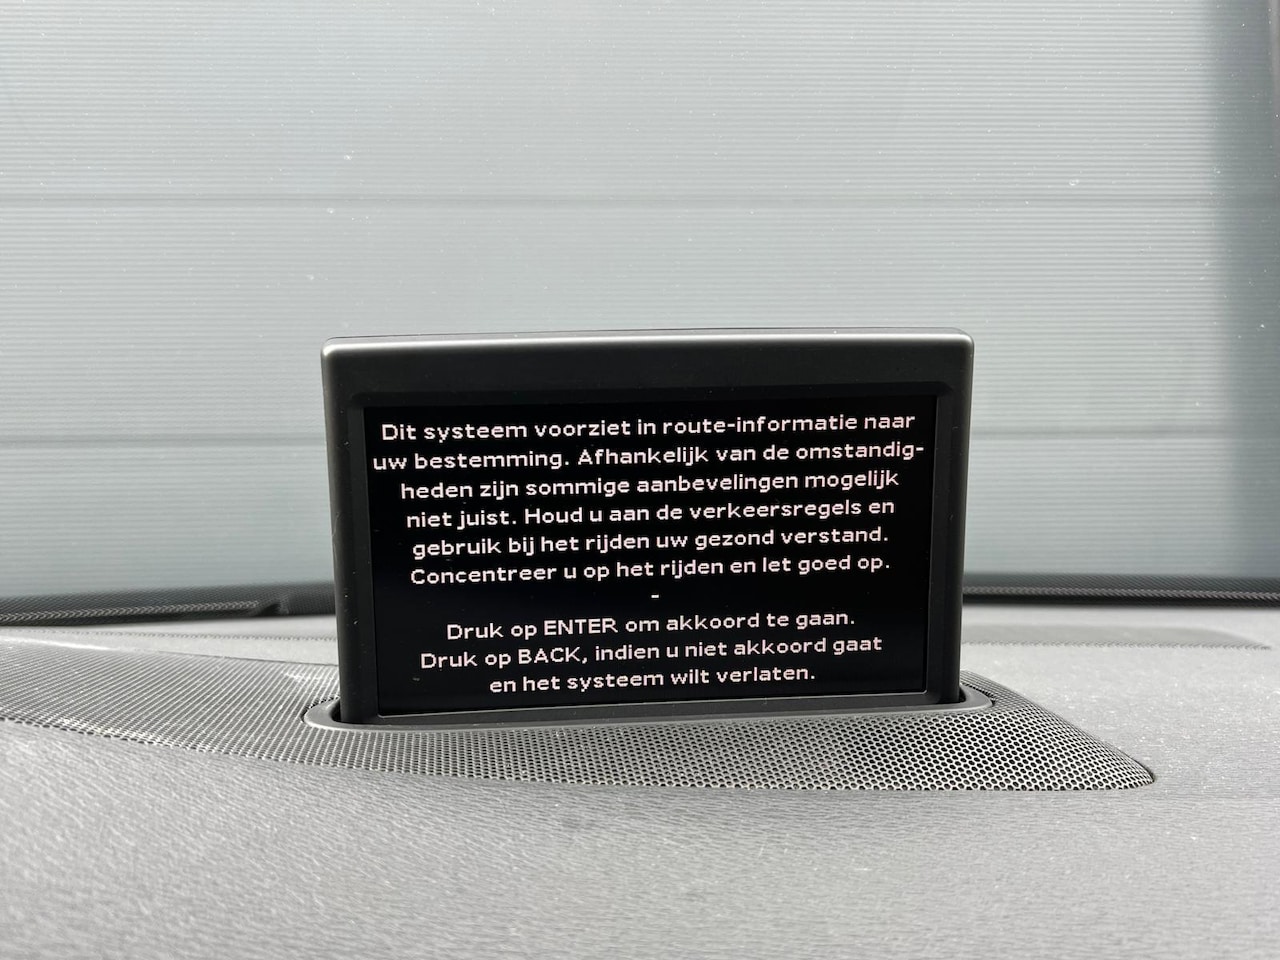 Dit systeem voorziet in route-informatie naar
uw bestemming. Afhankelijk van de omstandig-
heden zijn sommige aanbevelingen mogelijk
niet juist. Houd u aan de verkeersregels en
gebruik bij het rijden uw gezond verstand.
Concentreer u op het rijden en let goed op.
-
Druk op ENTER om akkoord te gaan.
Druk op BACK, indien u niet akkoord gaat
en het systeem wilt verlaten.